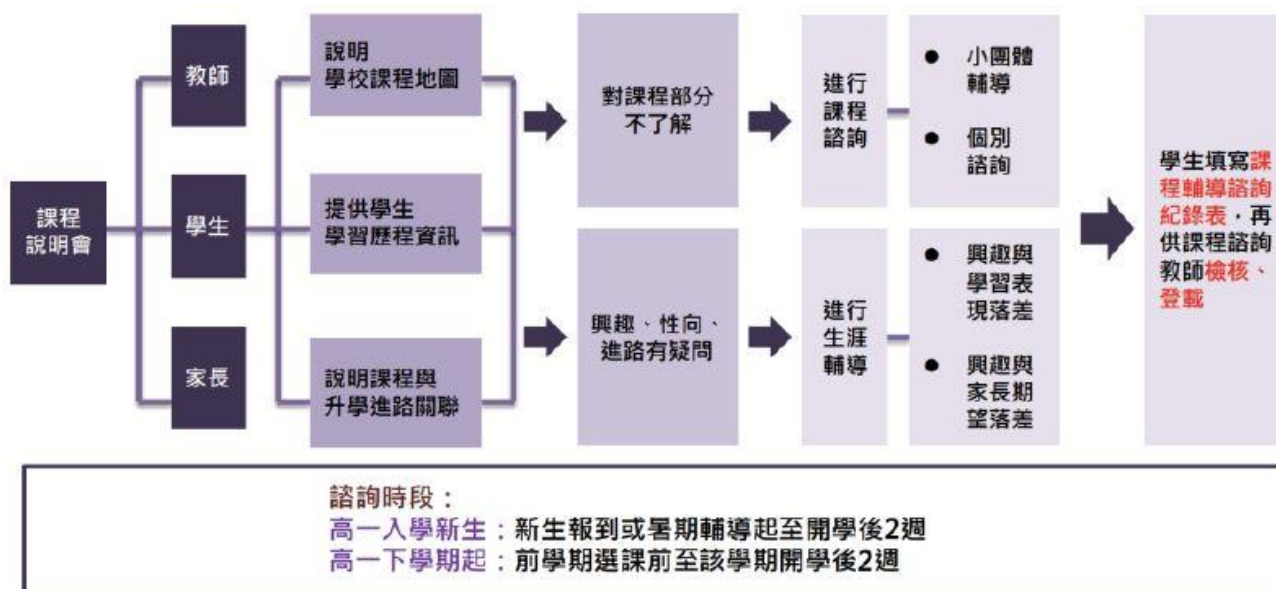 課程
說明會
教師
學生
家長
說明
學校課程地圖
提供學生
學習歷程資訊
說明課程與
升學進路關聯
對課程部分
不了解
興趣、性向、
進路有疑問
進行
課程
諮詢
進行
生涯
輔導
● 小團體
輔導
● 個別
諮詢
● 興趣與
學習表
現落差
● 興趣與
家長期
望落差
學生填寫課
程輔導諮詢
紀錄表，再
供課程諮詢
教師檢核、
登載
諮詢時段：
高一入學新生：新生報到或暑期輔導起至開學後2週
高一下學期起：前學期選課前至該學期開學後2週